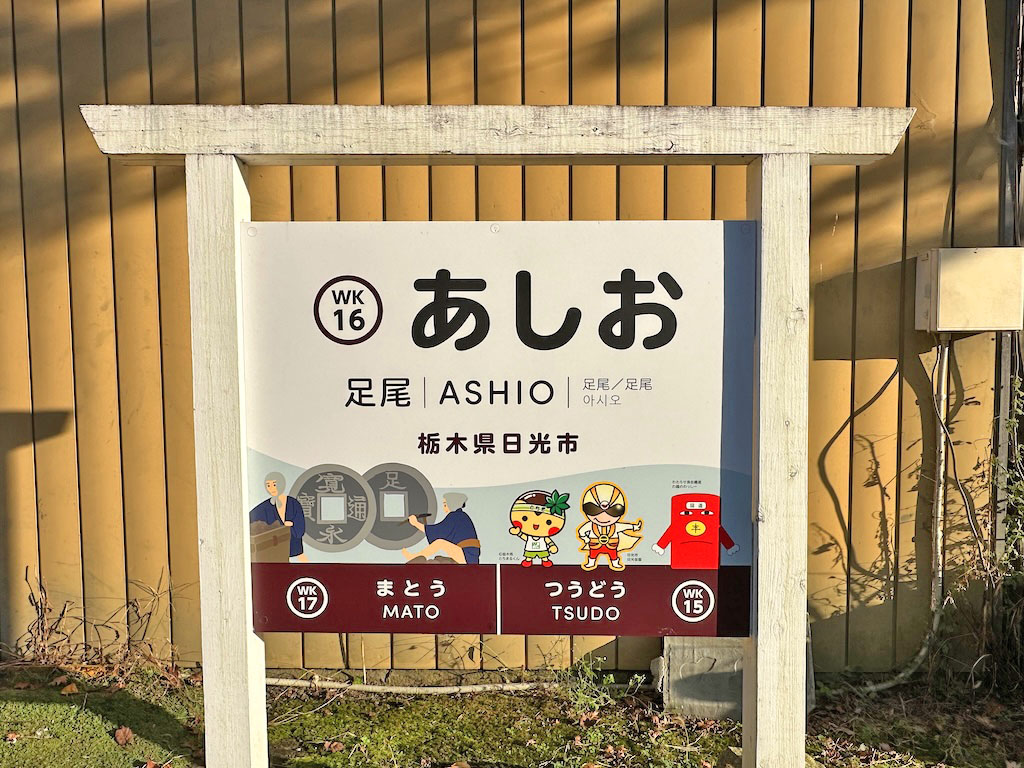 WK
16
あしお
足尾
ASHIO
足尾／足尾
아시오
栃木県日光市
寛
永
通
寳
足
WK
17
まとう
MATO
つうどう
TSUDO
WK
15